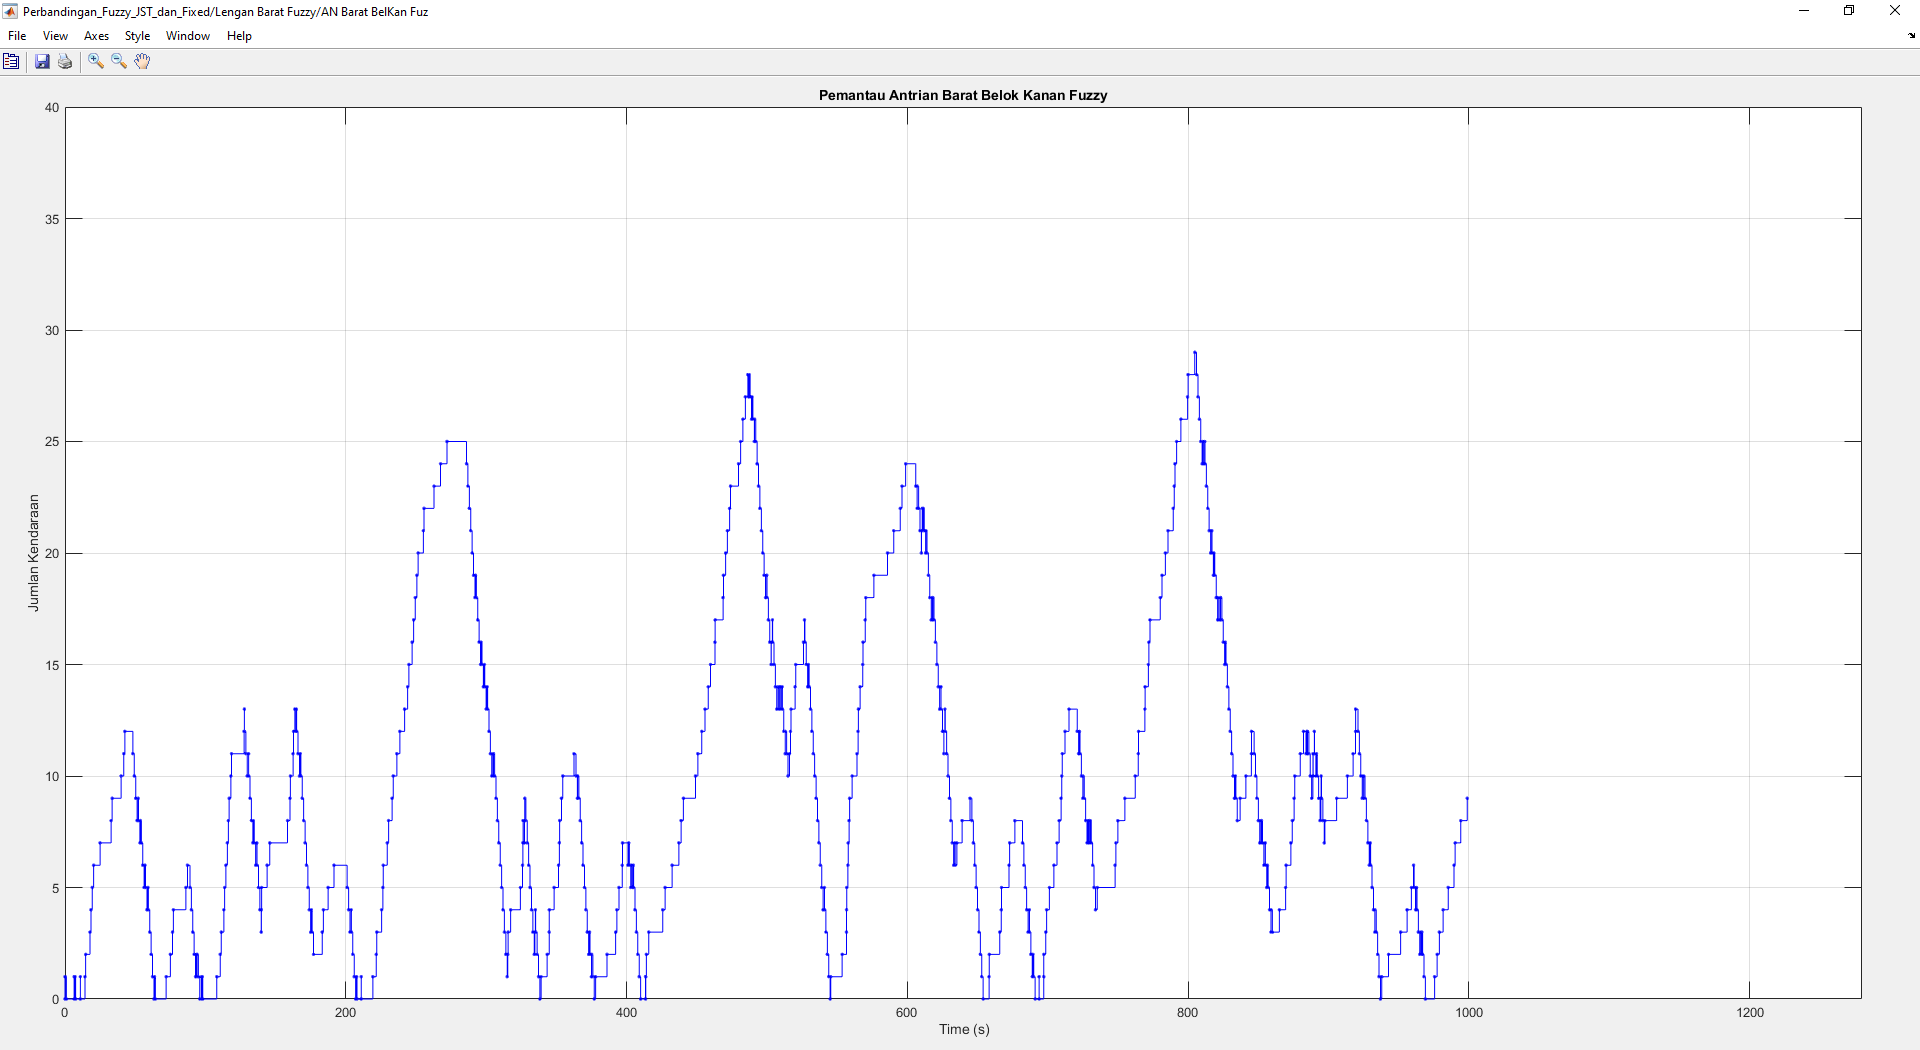 Perbandingan_Fuzzy_JST_dan_Fixed/Lengan Barat Fuzzy/AN Barat BelKan Fuz
File View Axes Style Window Help
Pemantau Antrian Barat Belok Kanan Fuzzy
40
35
30
25
20
15
10
5
0
Jumlan Kendaraan
0 200 400 600 800 1000 1200
Time (s)